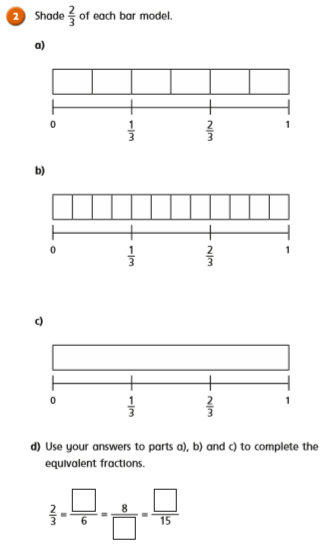 2 Shade 2/3 of each bar model.
a)
0 1/3 2/3 1
b)
0 1/3 2/3 1
c)
0 1/3 2/3 1
d) Use your answers to parts a), b) and c) to complete the
equivalent fractions.
2/3 = □/6 = 8/□ = □/15